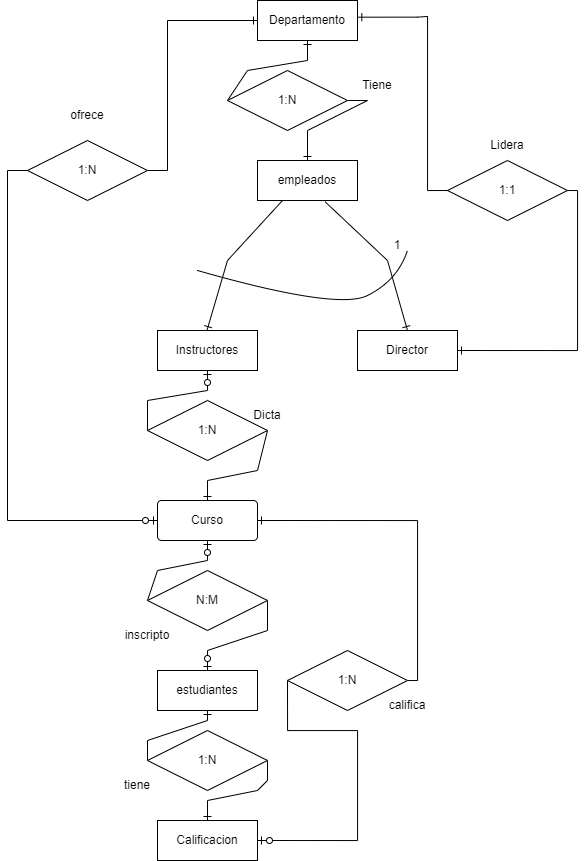 Departamento
1:N
Tiene
ofrece
1:N
Lidera
1:1
empleados
1
Instructores
Director
1:N
Dicta
Curso
N:M
inscripto
estudiantes
1:N
califica
1:N
tiene
Calificacion